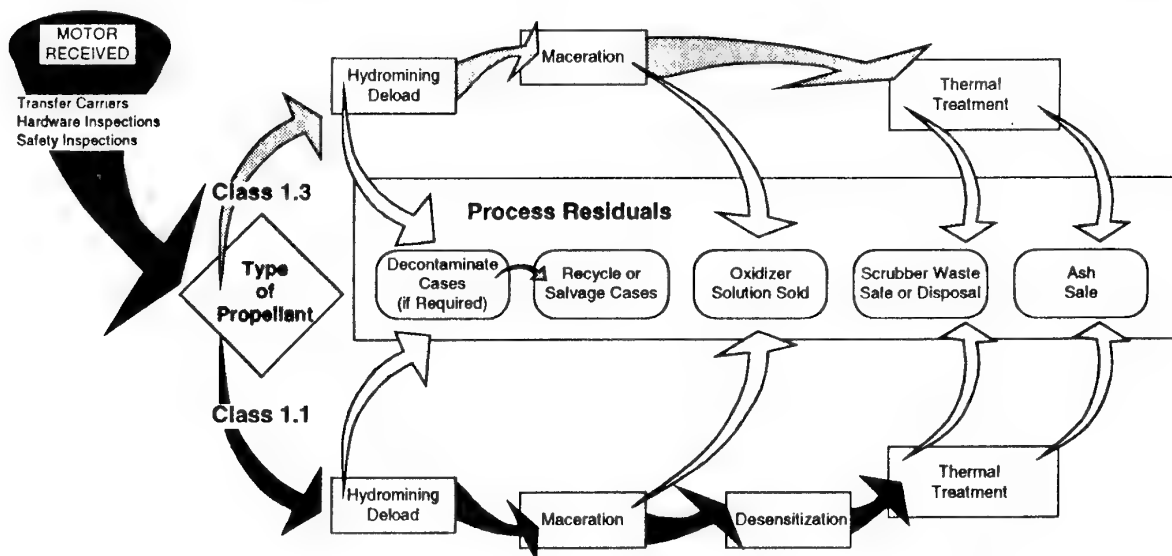 MOTOR
RECEIVED
Transfer Carriers
Hardware Inspections
Safety Inspections
Hydromining
Deload
Maceration
Thermal
Treatment
Class 1.3
Process Residuals
Type
of
Propellant
Decontaminate
Cases
(if Required)
Recycle or
Salvage Cases
Oxidizer
Solution Sold
Scrubber Waste
Sale or Disposal
Ash
Sale
Class 1.1
Hydromining
Deload
Maceration
Desensitization
Thermal
Treatment